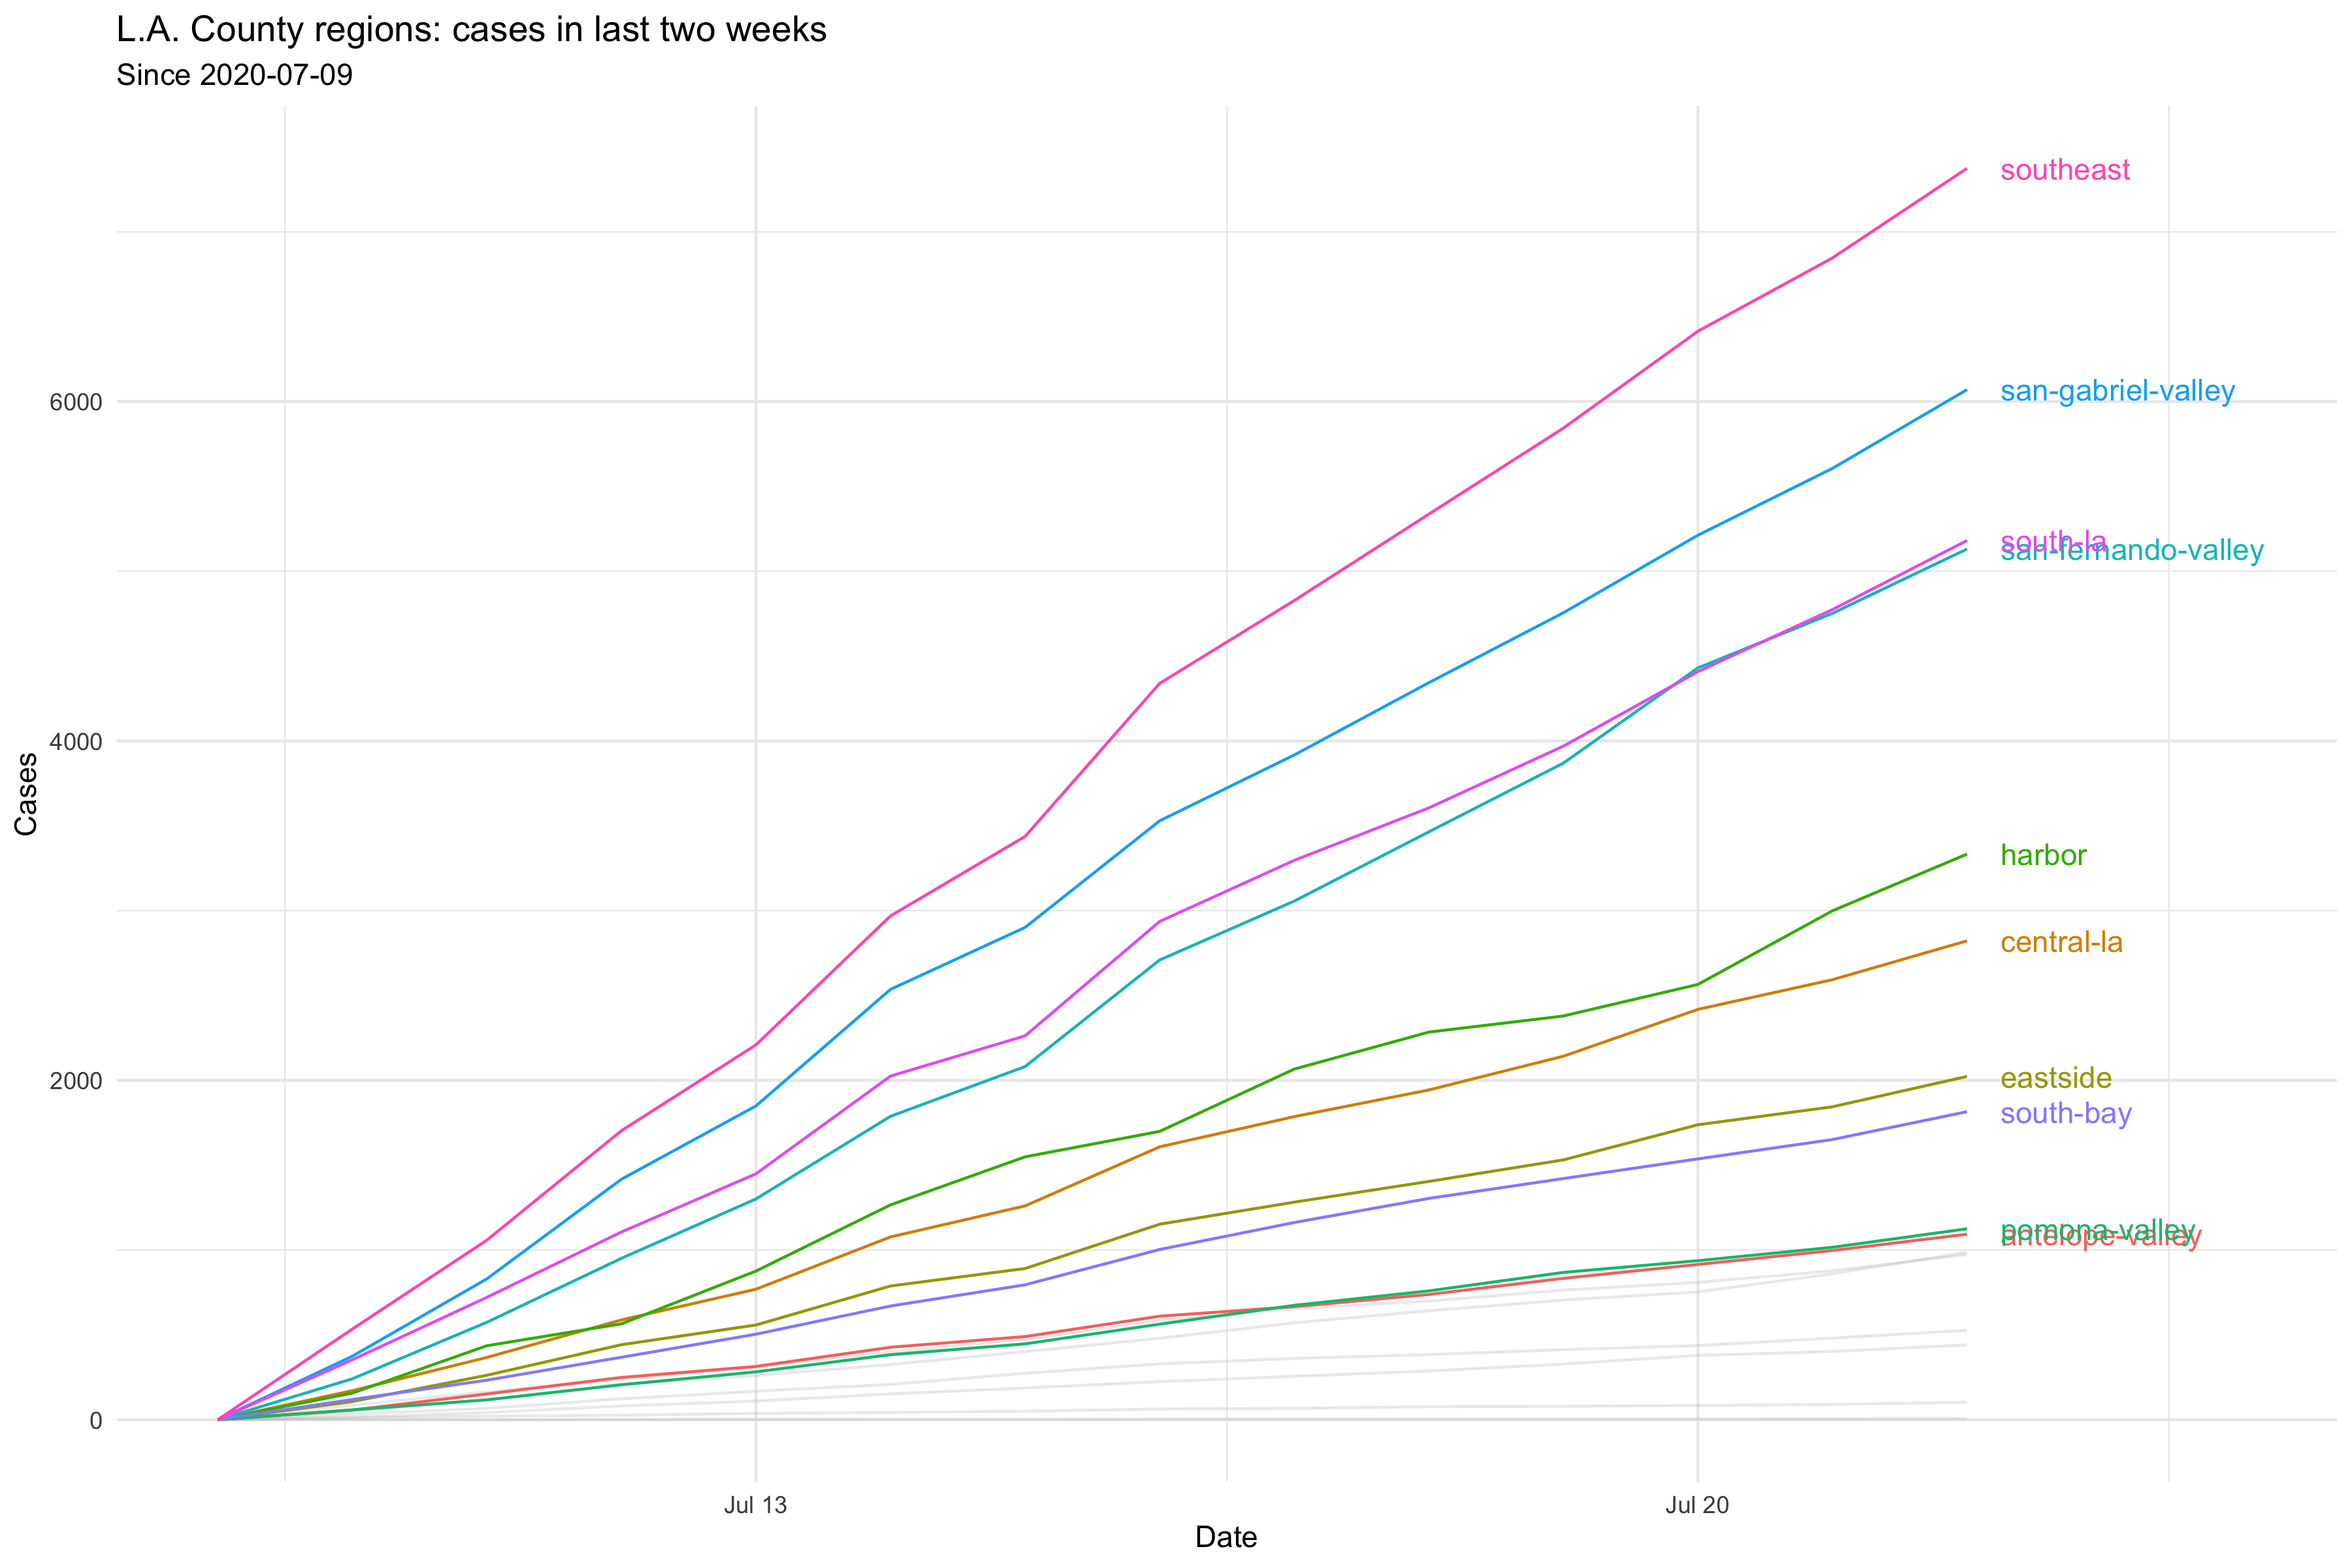 L.A. County regions: cases in last two weeks
Since 2020-07-09
southeast
san-gabriel-valley
south-la
san-fernando-valley
harbor
central-la
eastside
south-bay
pomona-valley
antelope-valley
6000
4000
2000
0
Cases
Jul 13
Jul 20
Date